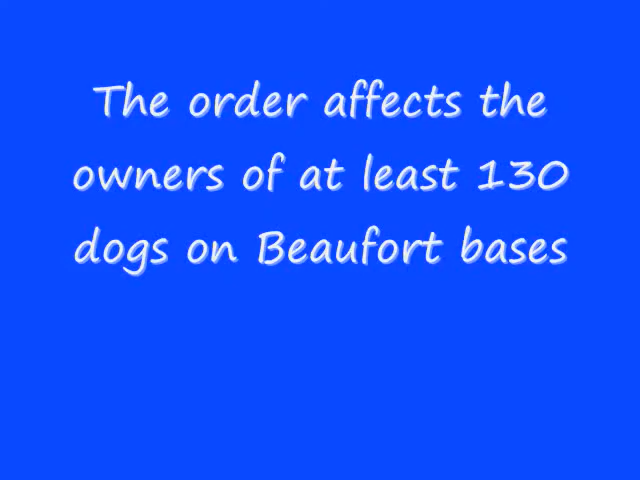 The order affects the
owners of at least 130
dogs on Beaufort bases